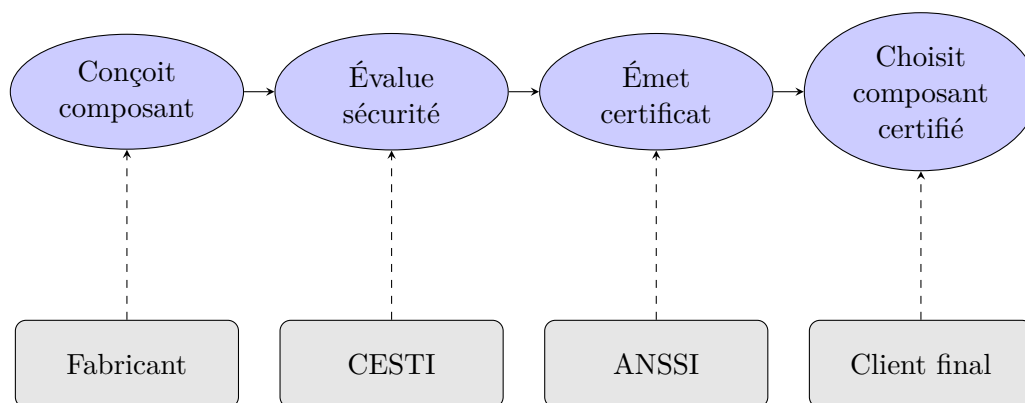 Conçoit
composant
Évalue
sécurité
Émet
certificat
Choisit
composant
certifié
Fabricant
CESTI
ANSSI
Client final